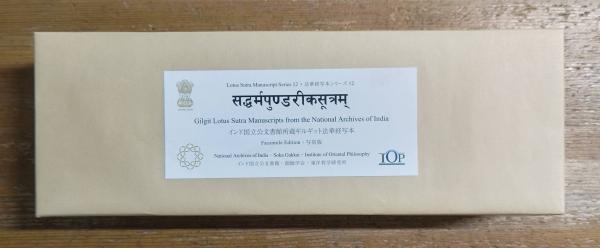 Lotus Sutra Manuscript Series 12・法華経写本シリーズ12
सद्धर्मपुण्डरीकसूत्रम्
Gilgit Lotus Sutra Manuscripts from the National Archives of India
インド国立公文書館所蔵ギルギット法華経写本
Facsimile Edition・写真版
National Archives of India・Soka Gakkai・Institute of Oriental Philosophy
インド国立公文書館・創価学会・東洋哲学研究所
IOP